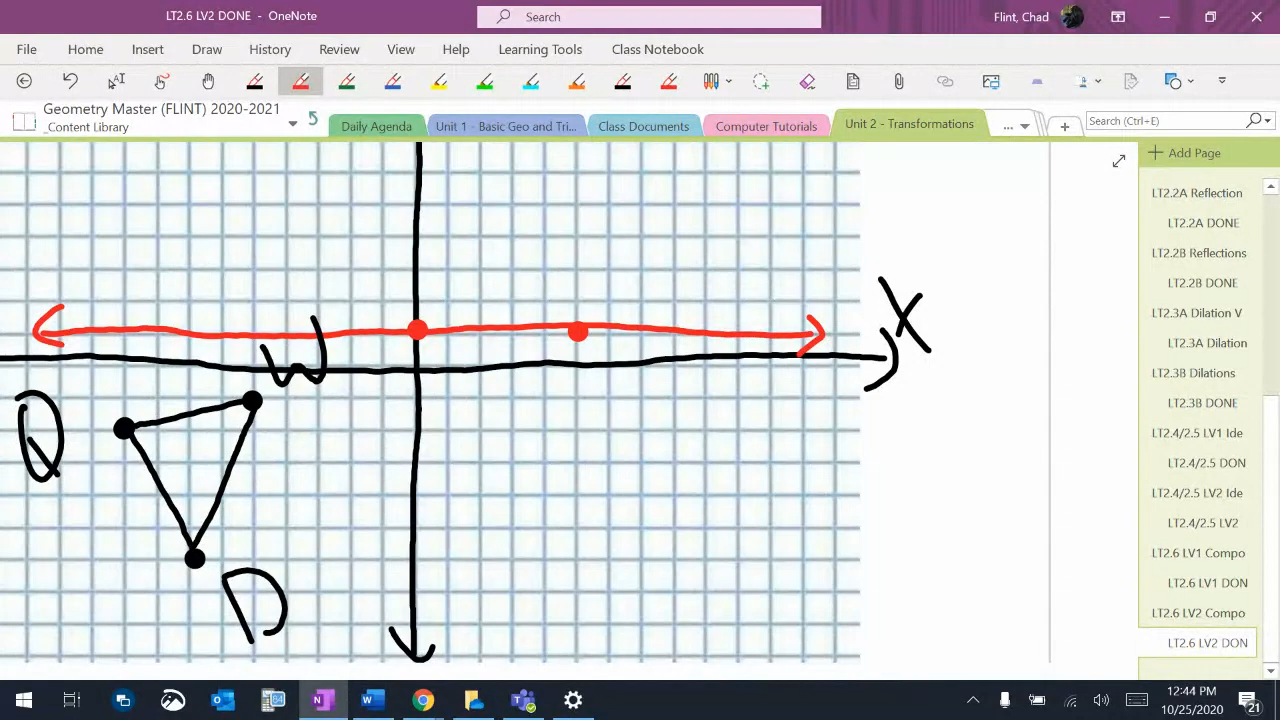 LT2.6 LV2 DONE - OneNote
Search
Flint, Chad
File Home Insert Draw History Review View Help Learning Tools Class Notebook
Geometry Master (FLINT) 2020-2021
_Content Library
Daily Agenda
Unit 1 - Basic Geo and Tri...
Class Documents
Computer Tutorials
Unit 2 - Transformations
...
Search (Ctrl+E)
Add Page
LT2.2A Reflection
LT2.2A DONE
LT2.2B Reflections
LT2.2B DONE
LT2.3A Dilation V
LT2.3A Dilation
LT2.3B Dilations
LT2.3B DONE
LT2.4/2.5 LV1 Ide
LT2.4/2.5 DON
LT2.4/2.5 LV2 Ide
LT2.4/2.5 LV2
LT2.6 LV1 Compo
LT2.6 LV1 DON
LT2.6 LV2 Compo
LT2.6 LV2 DON
X
W
Q
D
84
12:44 PM
10/25/2020
21